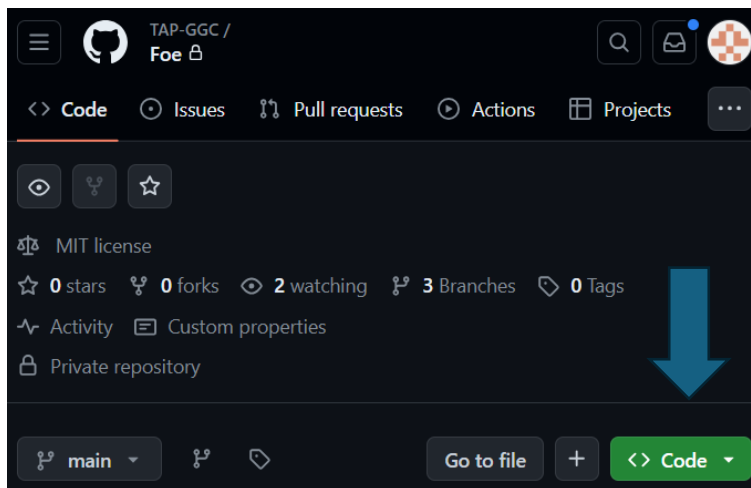 TAP-GGC /
Foe
Code Issues Pull requests Actions Projects
MIT license
0 stars 0 forks 2 watching 3 Branches 0 Tags
Activity Custom properties
Private repository
main Go to file Code